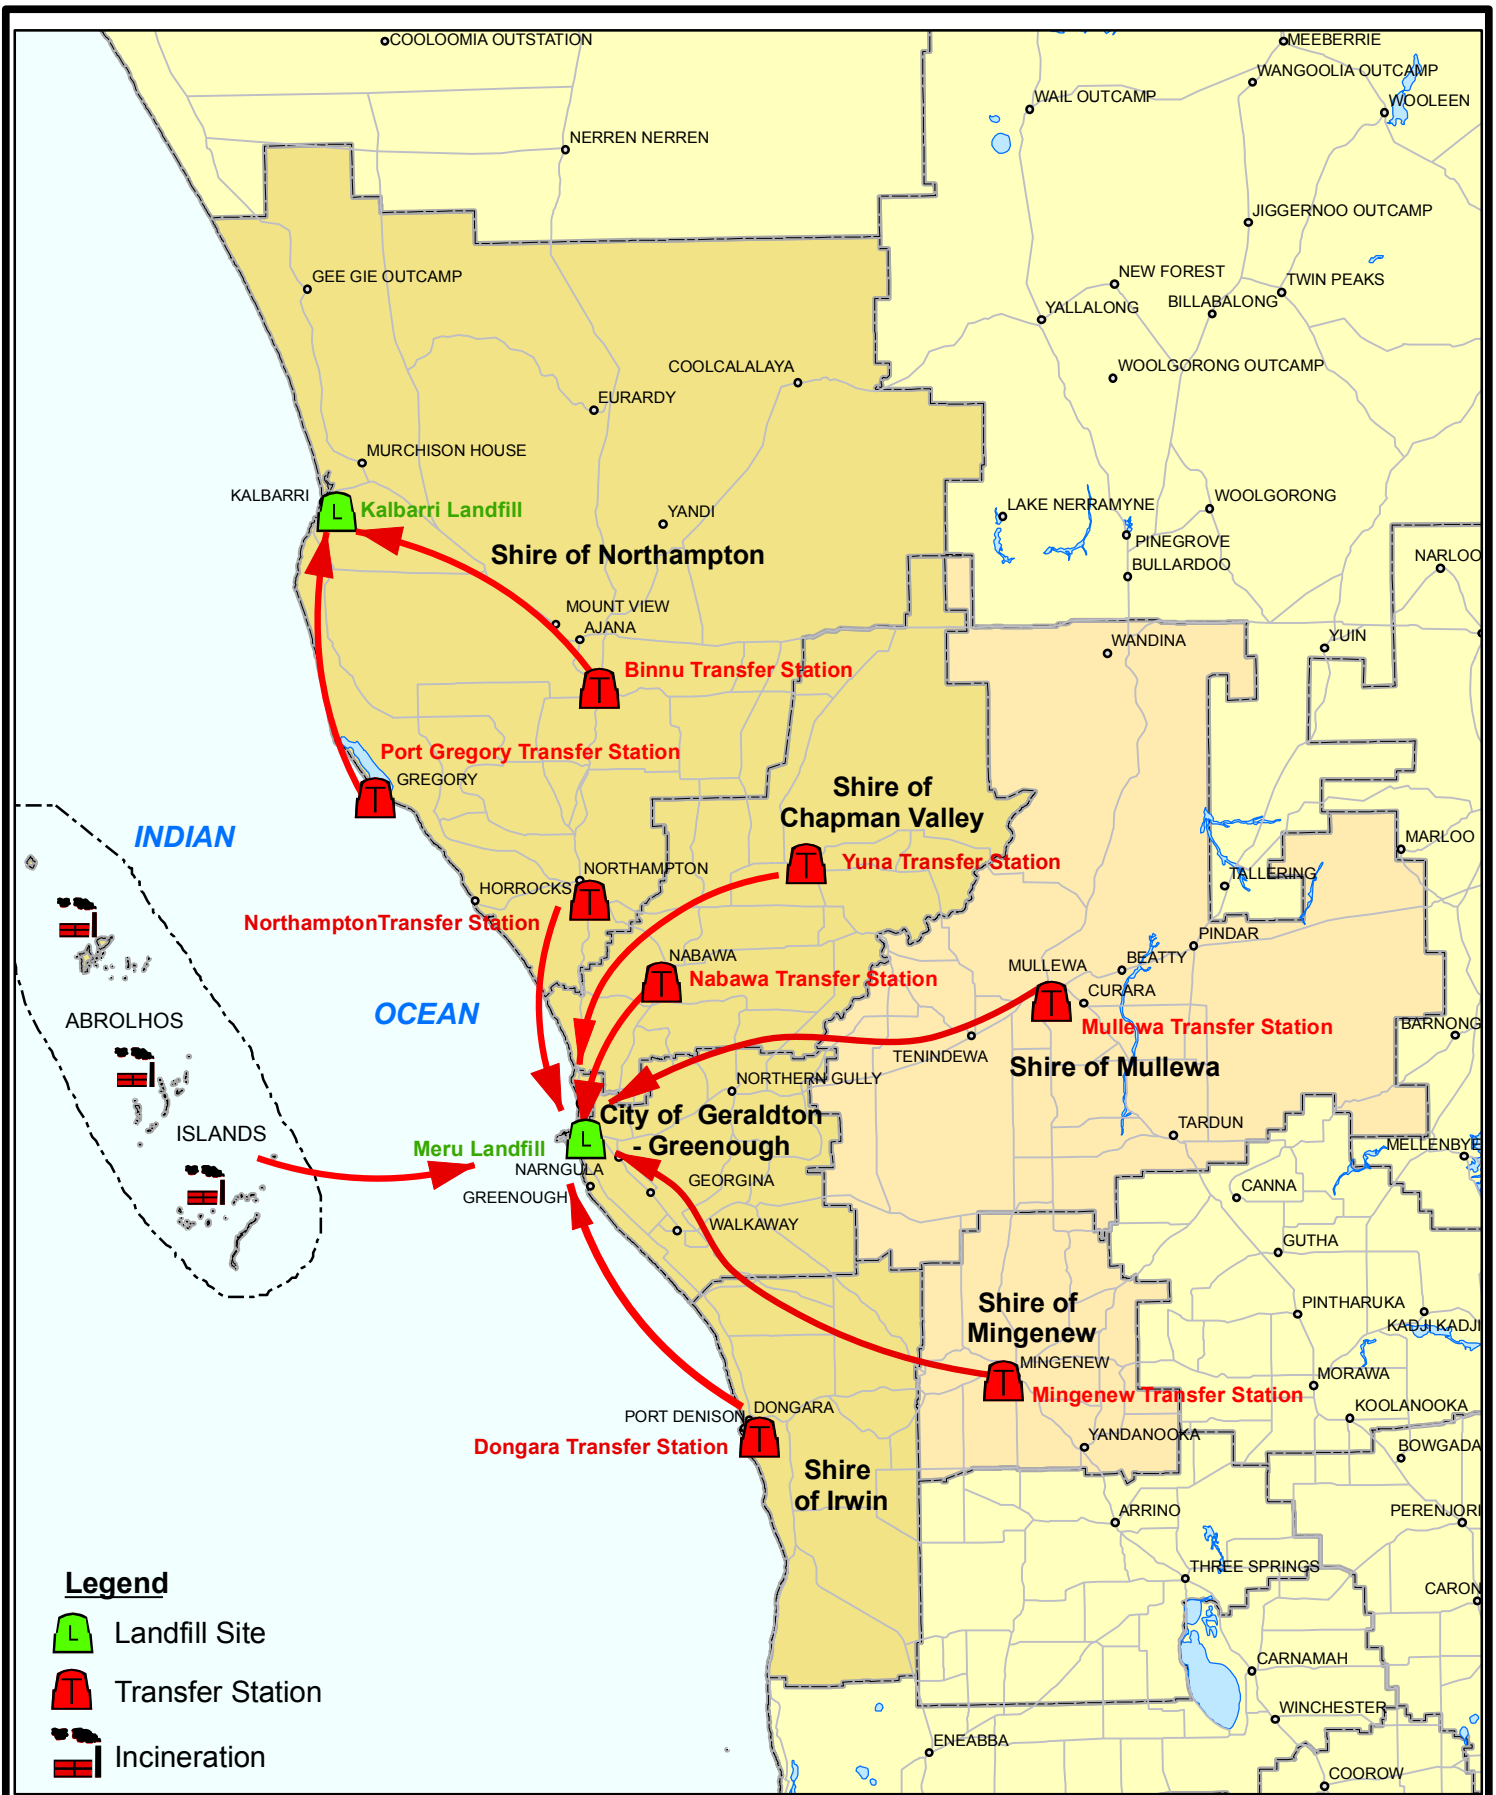 COOLOOMIA OUTSTATION
MEEBERRIE
WANGOOLIA OUTCAMP
WAIL OUTCAMP
WOOLEEN
NERREN NERREN
JIGGERNOO OUTCAMP
GEE GIE OUTCAMP
NEW FOREST
TWIN PEAKS
YALLALONG
BILLABALONG
COOLCALALAYA
WOOLGORONG OUTCAMP
EURARDY
MURCHISON HOUSE
KALBARRI
L
Kalbarri Landfill
YANDI
LAKE NERRAMYNE
WOOLGORONG
PINEGROVE
Shire of Northampton
BULLARDOO
NARLOO
MOUNT VIEW
AJANA
WANDINA
YUIN
Binnu Transfer Station
T
Port Gregory Transfer Station
GREGORY
T
Shire of
Chapman Valley
INDIAN
MARLOO
Yuna Transfer Station
T
NORTHAMPTON
HORROCKS
T
TALLERING
NorthamptonTransfer Station
PINDAR
NABAWA
T
Nabawa Transfer Station
MULLEWA
BEATTY
CURARA
T
Mullewa Transfer Station
OCEAN
ABROLHOS
BARNONG
TENINDEWA
Shire of Mullewa
NORTHERN GULLY
City of Geraldton
- Greenough
ISLANDS
TARDUN
L
Meru Landfill
MELLENBYE
NARNGULA
GREENOUGH
GEORGINA
CANNA
WALKAWAY
GUTHA
Shire of
Mingenew
PINTHARUKA
KADJI KADJI
MINGENEW
T
Mingenew Transfer Station
MORAWA
PORT DENISON
DONGARA
T
KOOLANOOKA
Dongara Transfer Station
YANDANOOKA
BOWGADA
Shire
of Irwin
ARRINO
PERENJORI
THREE SPRINGS
CARON
Legend
L
Landfill Site
T
Transfer Station
Incineration
CARNAMAH
WINCHESTER
ENEABBA
COOROW